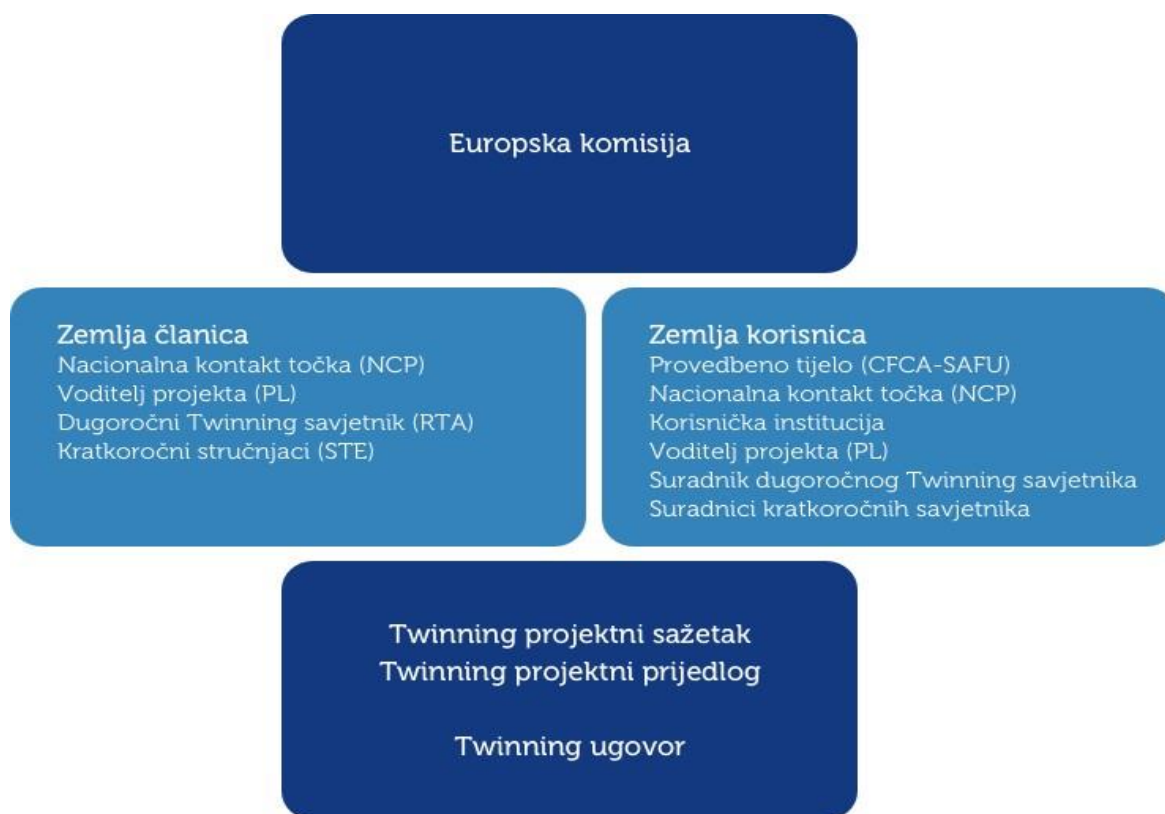 Europska komisija
Zemlja članica
Nacionalna kontakt točka (NCP)
Voditelj projekta (PL)
Dugoročni Twinning savjetnik (RTA)
Kratkoročni stručnjaci (STE)
Zemlja korisnica
Provedbeno tijelo (CFCA-SAFU)
Nacionalna kontakt točka (NCP)
Korisnička institucija
Voditelj projekta (PL)
Suradnik dugoročnog Twinning savjetnika
Suradnici kratkoročnih savjetnika
Twinning projektni sažetak
Twinning projektni prijedlog
Twinning ugovor